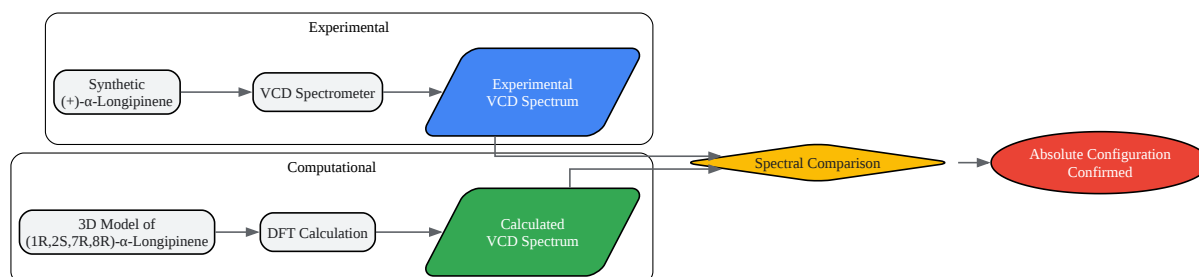 Experimental
Synthetic
(+)-α-Longipinene
VCD Spectrometer
Experimental
VCD Spectrum
Computational
3D Model of
(1R,2S,7R,8R)-α-Longipinene
DFT Calculation
Calculated
VCD Spectrum
Spectral Comparison
Absolute Configuration
Confirmed